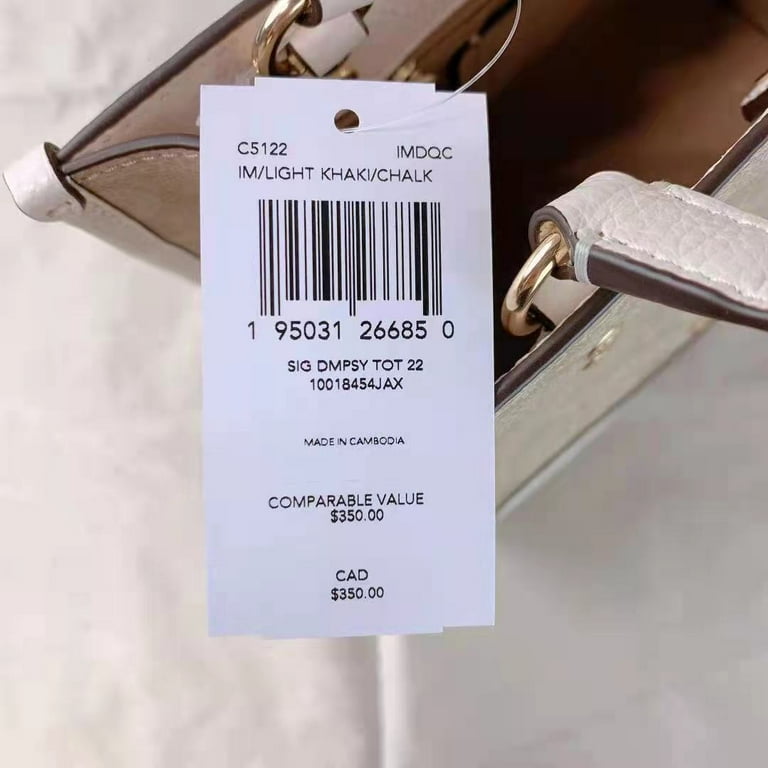 C5122 IMDQC
IM/LIGHT KHAKI/CHALK
1 95031 26685 0
SIG DMPSY TOT 22
10018454JAX
MADE IN CAMBODIA
COMPARABLE VALUE
$350.00
CAD
$350.00